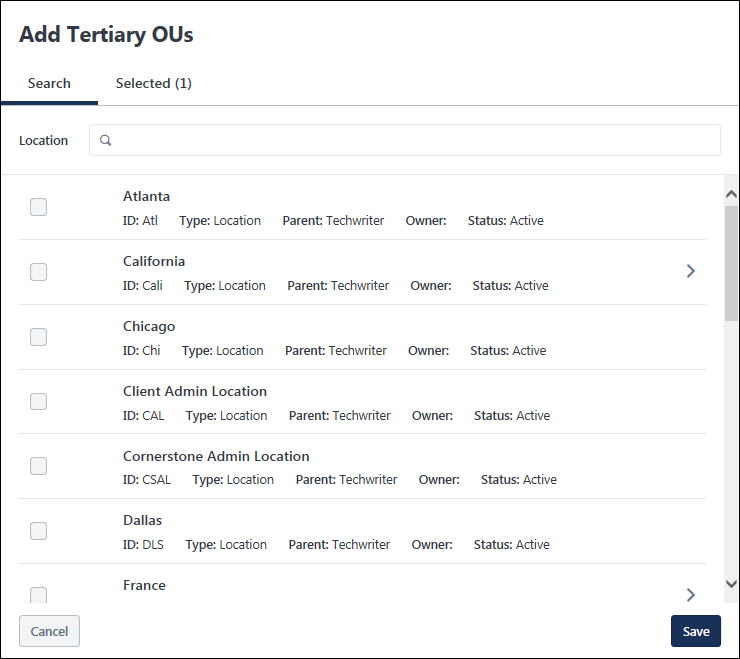 Add Tertiary OUs
Search Selected (1)
Location
Atlanta
ID: Atl Type: Location Parent: Techwriter Owner: Status: Active
California
ID: Cali Type: Location Parent: Techwriter Owner: Status: Active
Chicago
ID: Chi Type: Location Parent: Techwriter Owner: Status: Active
Client Admin Location
ID: CAL Type: Location Parent: Techwriter Owner: Status: Active
Cornerstone Admin Location
ID: CSAL Type: Location Parent: Techwriter Owner: Status: Active
Dallas
ID: DLS Type: Location Parent: Techwriter Owner: Status: Active
France
Cancel Save